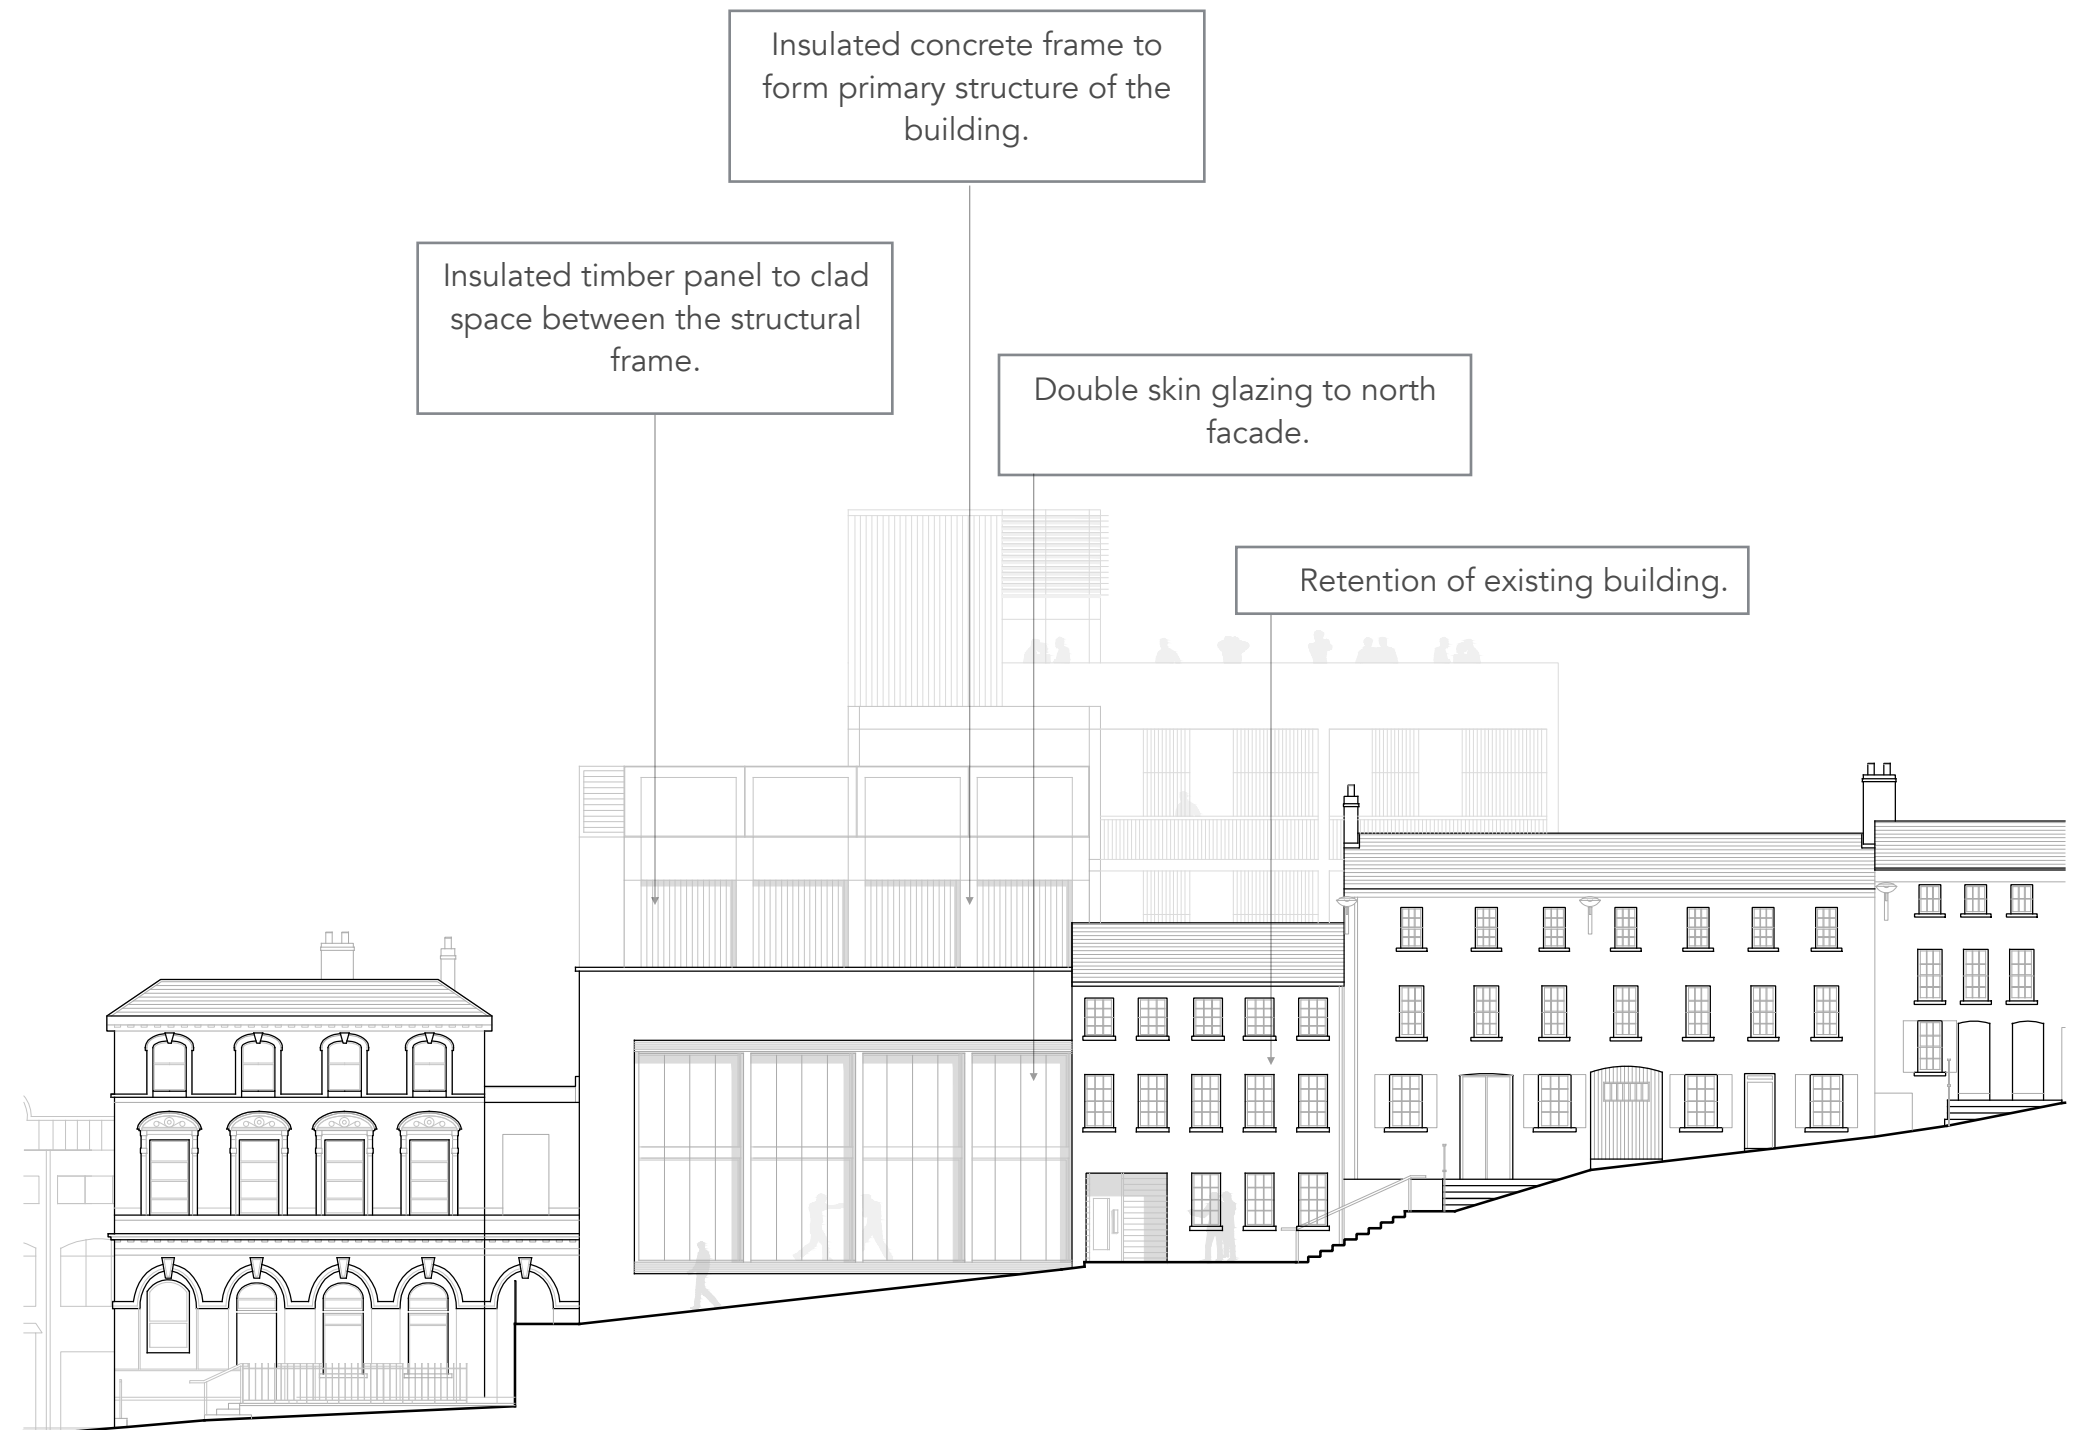 Insulated concrete frame to
form primary structure of the
building.
Insulated timber panel to clad
space between the structural
frame.
Double skin glazing to north
facade.
Retention of existing building.